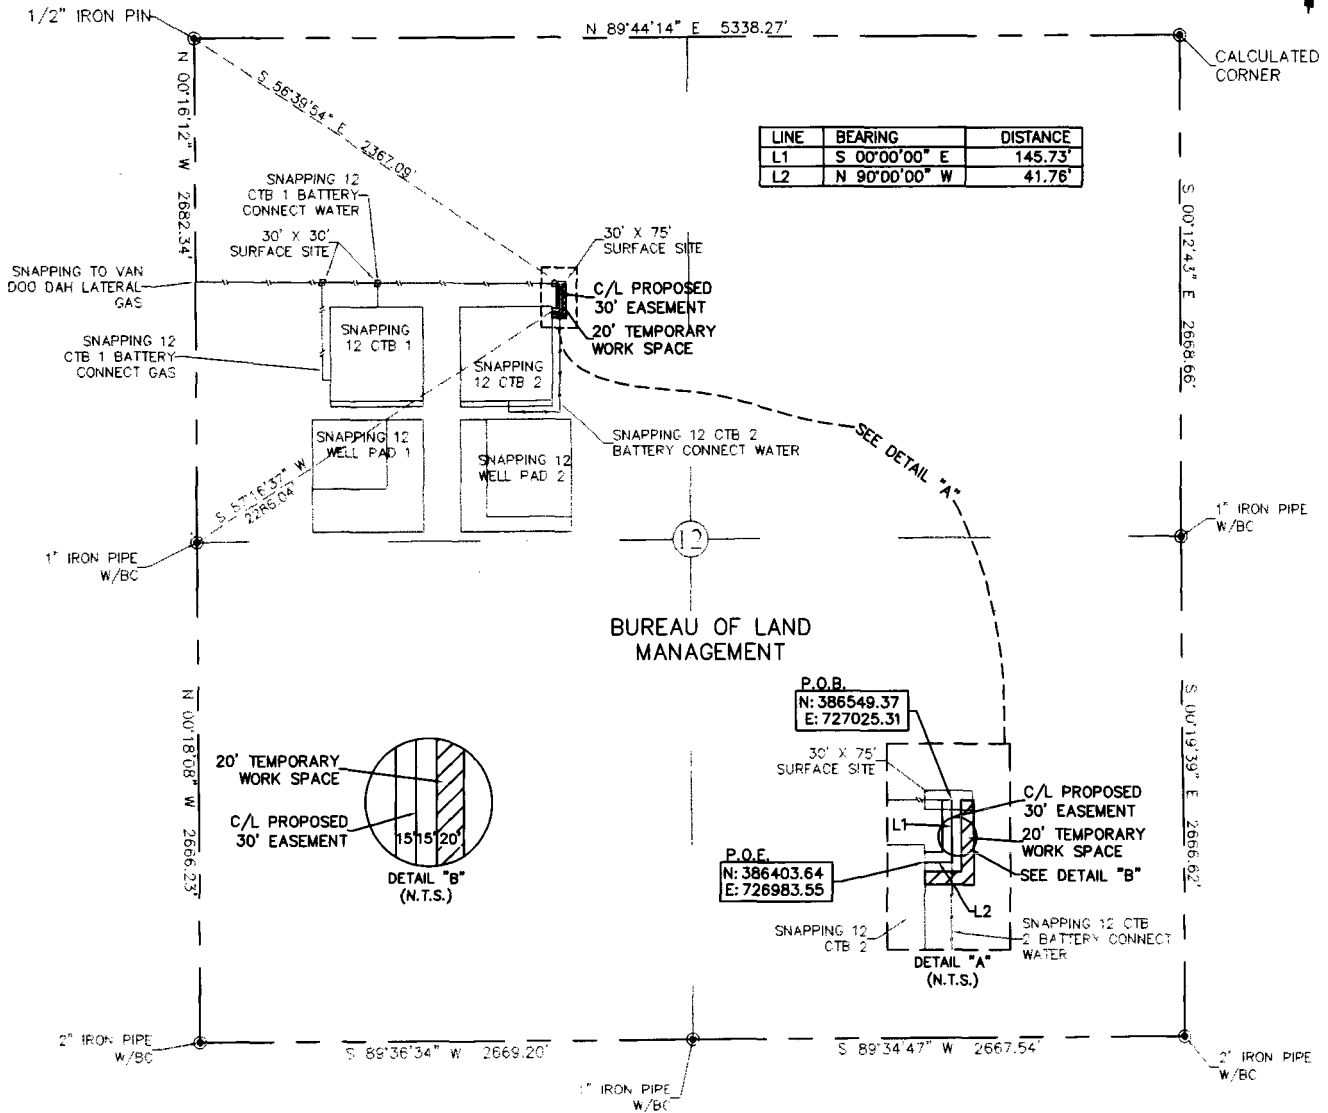 1/2" IRON PIN
N 89°44'14" E 5338.27'
CALCULATED
CORNER
N 00°16'12" W 2682.34'
S 56°39'54" E
2367.09'
LINE BEARING DISTANCE
L1 S 00°00'00" E 145.73'
L2 N 90°00'00" W 41.76'
S 00°12'43" E 2668.66'
SNAPPING 12
CTB 1 BATTERY
CONNECT WATER
30' X 30'
SURFACE SITE
30' X 75'
SURFACE SITE
SNAPPING TO VAN
DOO DAH LATERAL
GAS
C/L PROPOSED
30' EASEMENT
20' TEMPORARY
WORK SPACE
SNAPPING 12
CTB 1 BATTERY
CONNECT GAS
SNAPPING
12 CTB 1
SNAPPING
12 CTB 2
SNAPPING 12
WELL PAD 1
SNAPPING 12
WELL PAD 2
SNAPPING 12 CTB 2
BATTERY CONNECT WATER
SEE DETAIL "A"
S 57°16'37" W
2286.04'
1" IRON PIPE
W/BC
12
1" IRON PIPE
W/BC
BUREAU OF LAND
MANAGEMENT
N 00°18'08" W 2666.23'
S 00°19'39" E 2666.62'
P.O.B.
N: 386549.37
E: 727025.31
20' TEMPORARY
WORK SPACE
C/L PROPOSED
30' EASEMENT
15' 15' 20'
DETAIL "B"
(N.T.S.)
30' X 75'
SURFACE SITE
C/L PROPOSED
30' EASEMENT
L1
20' TEMPORARY
WORK SPACE
P.O.E.
N: 386403.64
E: 726983.55
SEE DETAIL "B"
L2
SNAPPING 12
CTB 2
SNAPPING 12 CTB
2 BATTERY CONNECT
WATER
DETAIL "A"
(N.T.S.)
2" IRON PIPE
W/BC
S 89°36'34" W 2669.20'
S 89°34'47" W 2667.54'
1" IRON PIPE
W/BC
2" IRON PIPE
W/BC